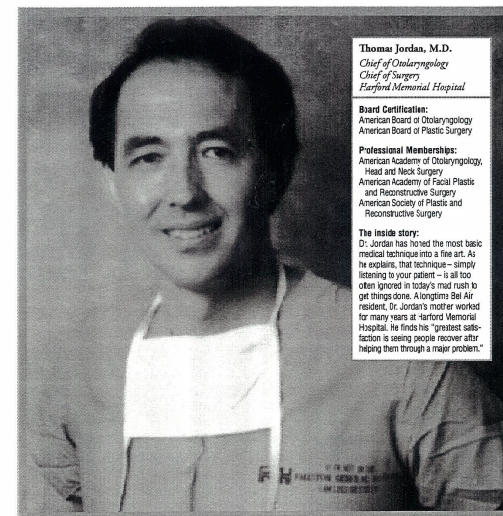 Thomas Jordan, M.D.
Chief of Otolaryngology
Chief of Surgery
Harford Memorial Hospital
Board Certification:
American Board of Otolaryngology
American Board of Plastic Surgery
Professional Memberships:
American Academy of Otolaryngology,
Head and Neck Surgery
American Academy of Facial Plastic
and Reconstructive Surgery
American Society of Plastic and
Reconstructive Surgery
The inside story:
Dr. Jordan has honed the most basic
medical technique into a fine art. As
he explains, that technique – simply
listening to your patient – is all too
often ignored in today's mad rush to
get things done. A longtime Bel Air
resident, Dr. Jordan's mother worked
for many years at Harford Memorial
Hospital. He finds his "greatest satis-
faction is seeing people recover after
helping them through a major problem."
FALLSTON GENERAL